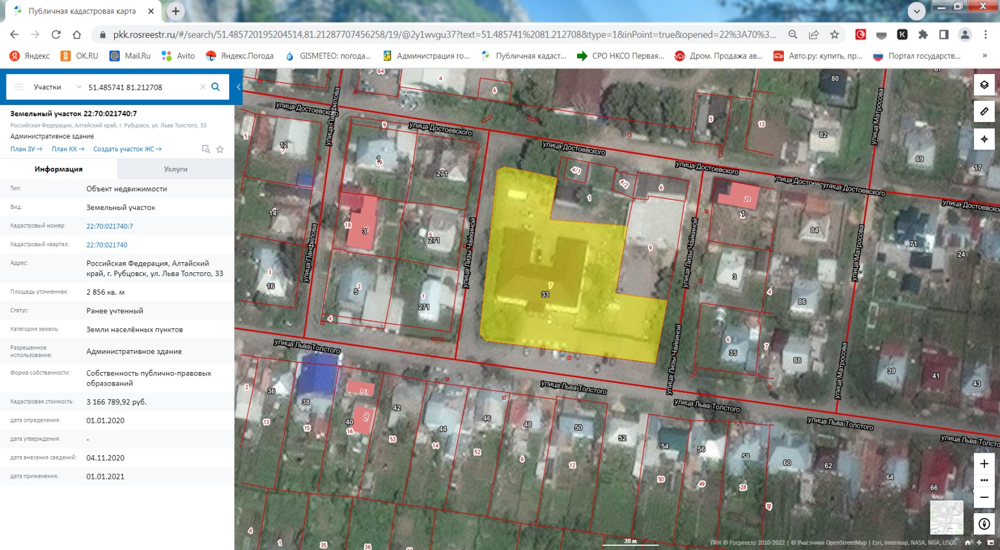 Публичная кадастровая карта
pkk.rosreestr.ru/#/search/51.485720195204514,81.21287707456258/19/@2y1wvgu37?text=51.485741%2081.212708&type=1&inPoint=true&opened=22%3A70%3...
Яндекс OK.RU Mail.Ru Avito Яндекс.Погода GISMETEO: погода... Администрация го... Публичная кадаст... СРО НКСО Первая... Дром. Продажа ав... Авто.ру: купить, пр... Портал государств... »
Участки 51.485741 81.212708
Земельный участок 22:70:021740:7
Российская Федерация, Алтайский край, г. Рубцовск, ул. Льва Толстого, 33
Административное здание
План ЗУ → План КК → Создать участок ЖС →
Информация Услуги
Тип: Объект недвижимости
Вид: Земельный участок
Кадастровый номер: 22:70:021740:7
Кадастровый квартал: 22:70:021740
Адрес: Российская Федерация, Алтайский
край, г. Рубцовск, ул. Льва Толстого, 33
Площадь уточненная: 2 856 кв. м
Статус: Ранее учтенный
Категория земель: Земли населённых пунктов
Разрешенное
использование: Административное здание
Форма собственности: Собственность публично-правовых
образований
Кадастровая стоимость: 3 166 789,92 руб.
дата определения: 01.01.2020
дата утверждения: -
дата внесения сведений: 04.11.2020
дата применения: 01.01.2021
64
4
6
80
улица Достоевского
9
улица Достоевского
5
13
82
5
12
7
улица Панфилова
улица Матросова
улица Достоевского
69
17
1
19
271
4/1
улица Достоевского
4/2
6
улица Достоевского
улица Достоевского
1
26
1
улица Достоевского
14
18
3
5
271
улица Лизы Чайкиной
улица Панфилова
9
улица Лизы Чайкиной
84
улица Матросова
71
24
3
16
2
5
1
271
7
33
3
4
86
4
улица Льва Толстого
улица Лизы Чайкиной
6
35
7
88
улица Матросова
39
41
43
2
36
38
131
130
40
16
42
улица Льва Толстого
улица Льва Толстого
улица Льва Толстого
улица Льва Толсто
13
15
53
44
14
46
52
48
6
50
12
52
54
50
56
49
58
28
60
62
64
66
48
4
1
35
36
20 м
ПКК © Росреестр 2010-2022 | © Участники OpenStreetMap | Esri, Intermap, NASA, NGA, USGS